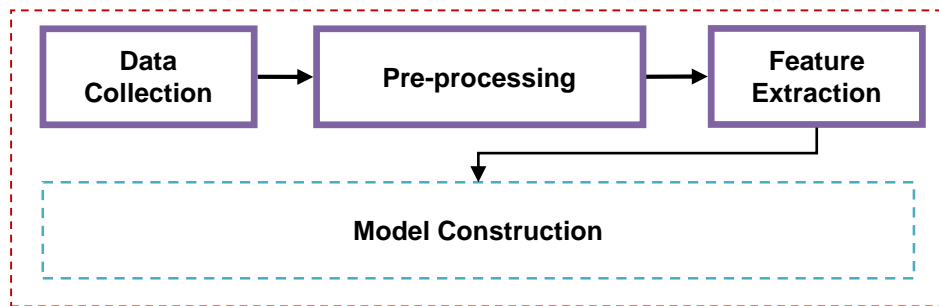 Data
Collection
Pre-processing
Feature
Extraction
Model Construction